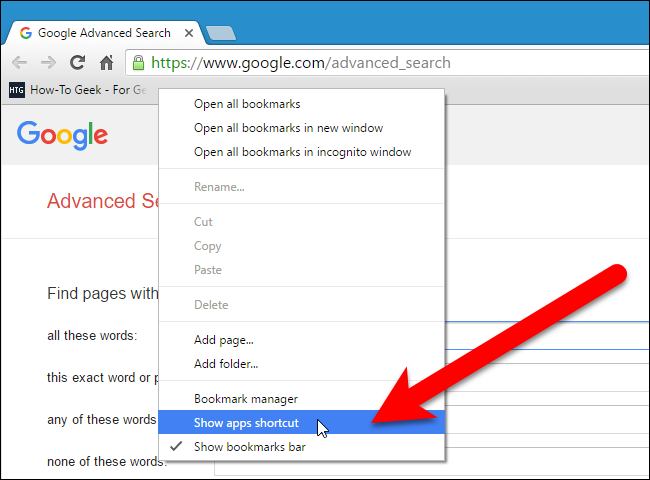 Google Advanced Search
https://www.google.com/advanced_search
HTG How-To Geek - For Ge
Google
Advanced Se
Open all bookmarks
Open all bookmarks in new window
Open all bookmarks in incognito window
Rename...
Cut
Copy
Paste
Delete
Add page...
Add folder...
Bookmark manager
Show apps shortcut
Show bookmarks bar
Find pages with
all these words:
this exact word or p
any of these words
none of these words: